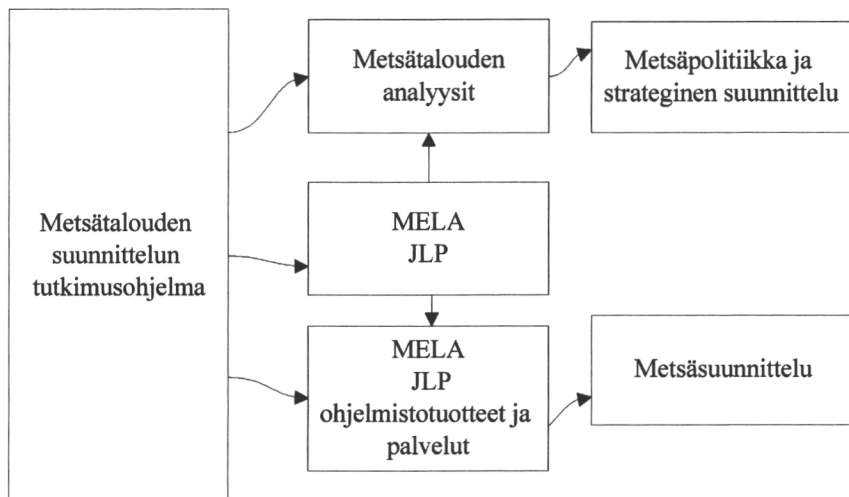 Metsätalouden
suunnittelun
tutkimusohjelma
Metsätalouden
analyysit
Metsäpolitiikka ja
strateginen suunnittelu
MELA
JLP
MELA
JLP
ohjelmistotuotteet ja
palvelut
Metsäsuunnittelu